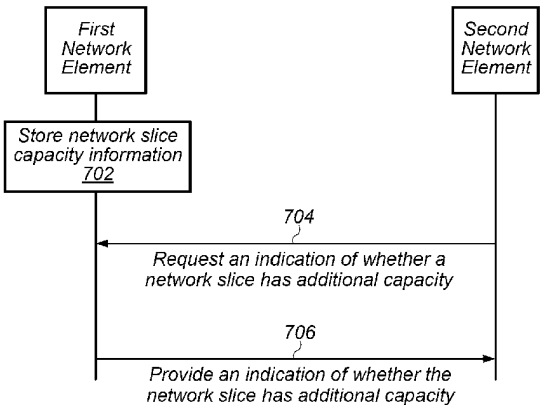 First
Network
Element
Second
Network
Element
Store network slice
capacity information
702
704
Request an indication of whether a
network slice has additional capacity
706
Provide an indication of whether the
network slice has additional capacity